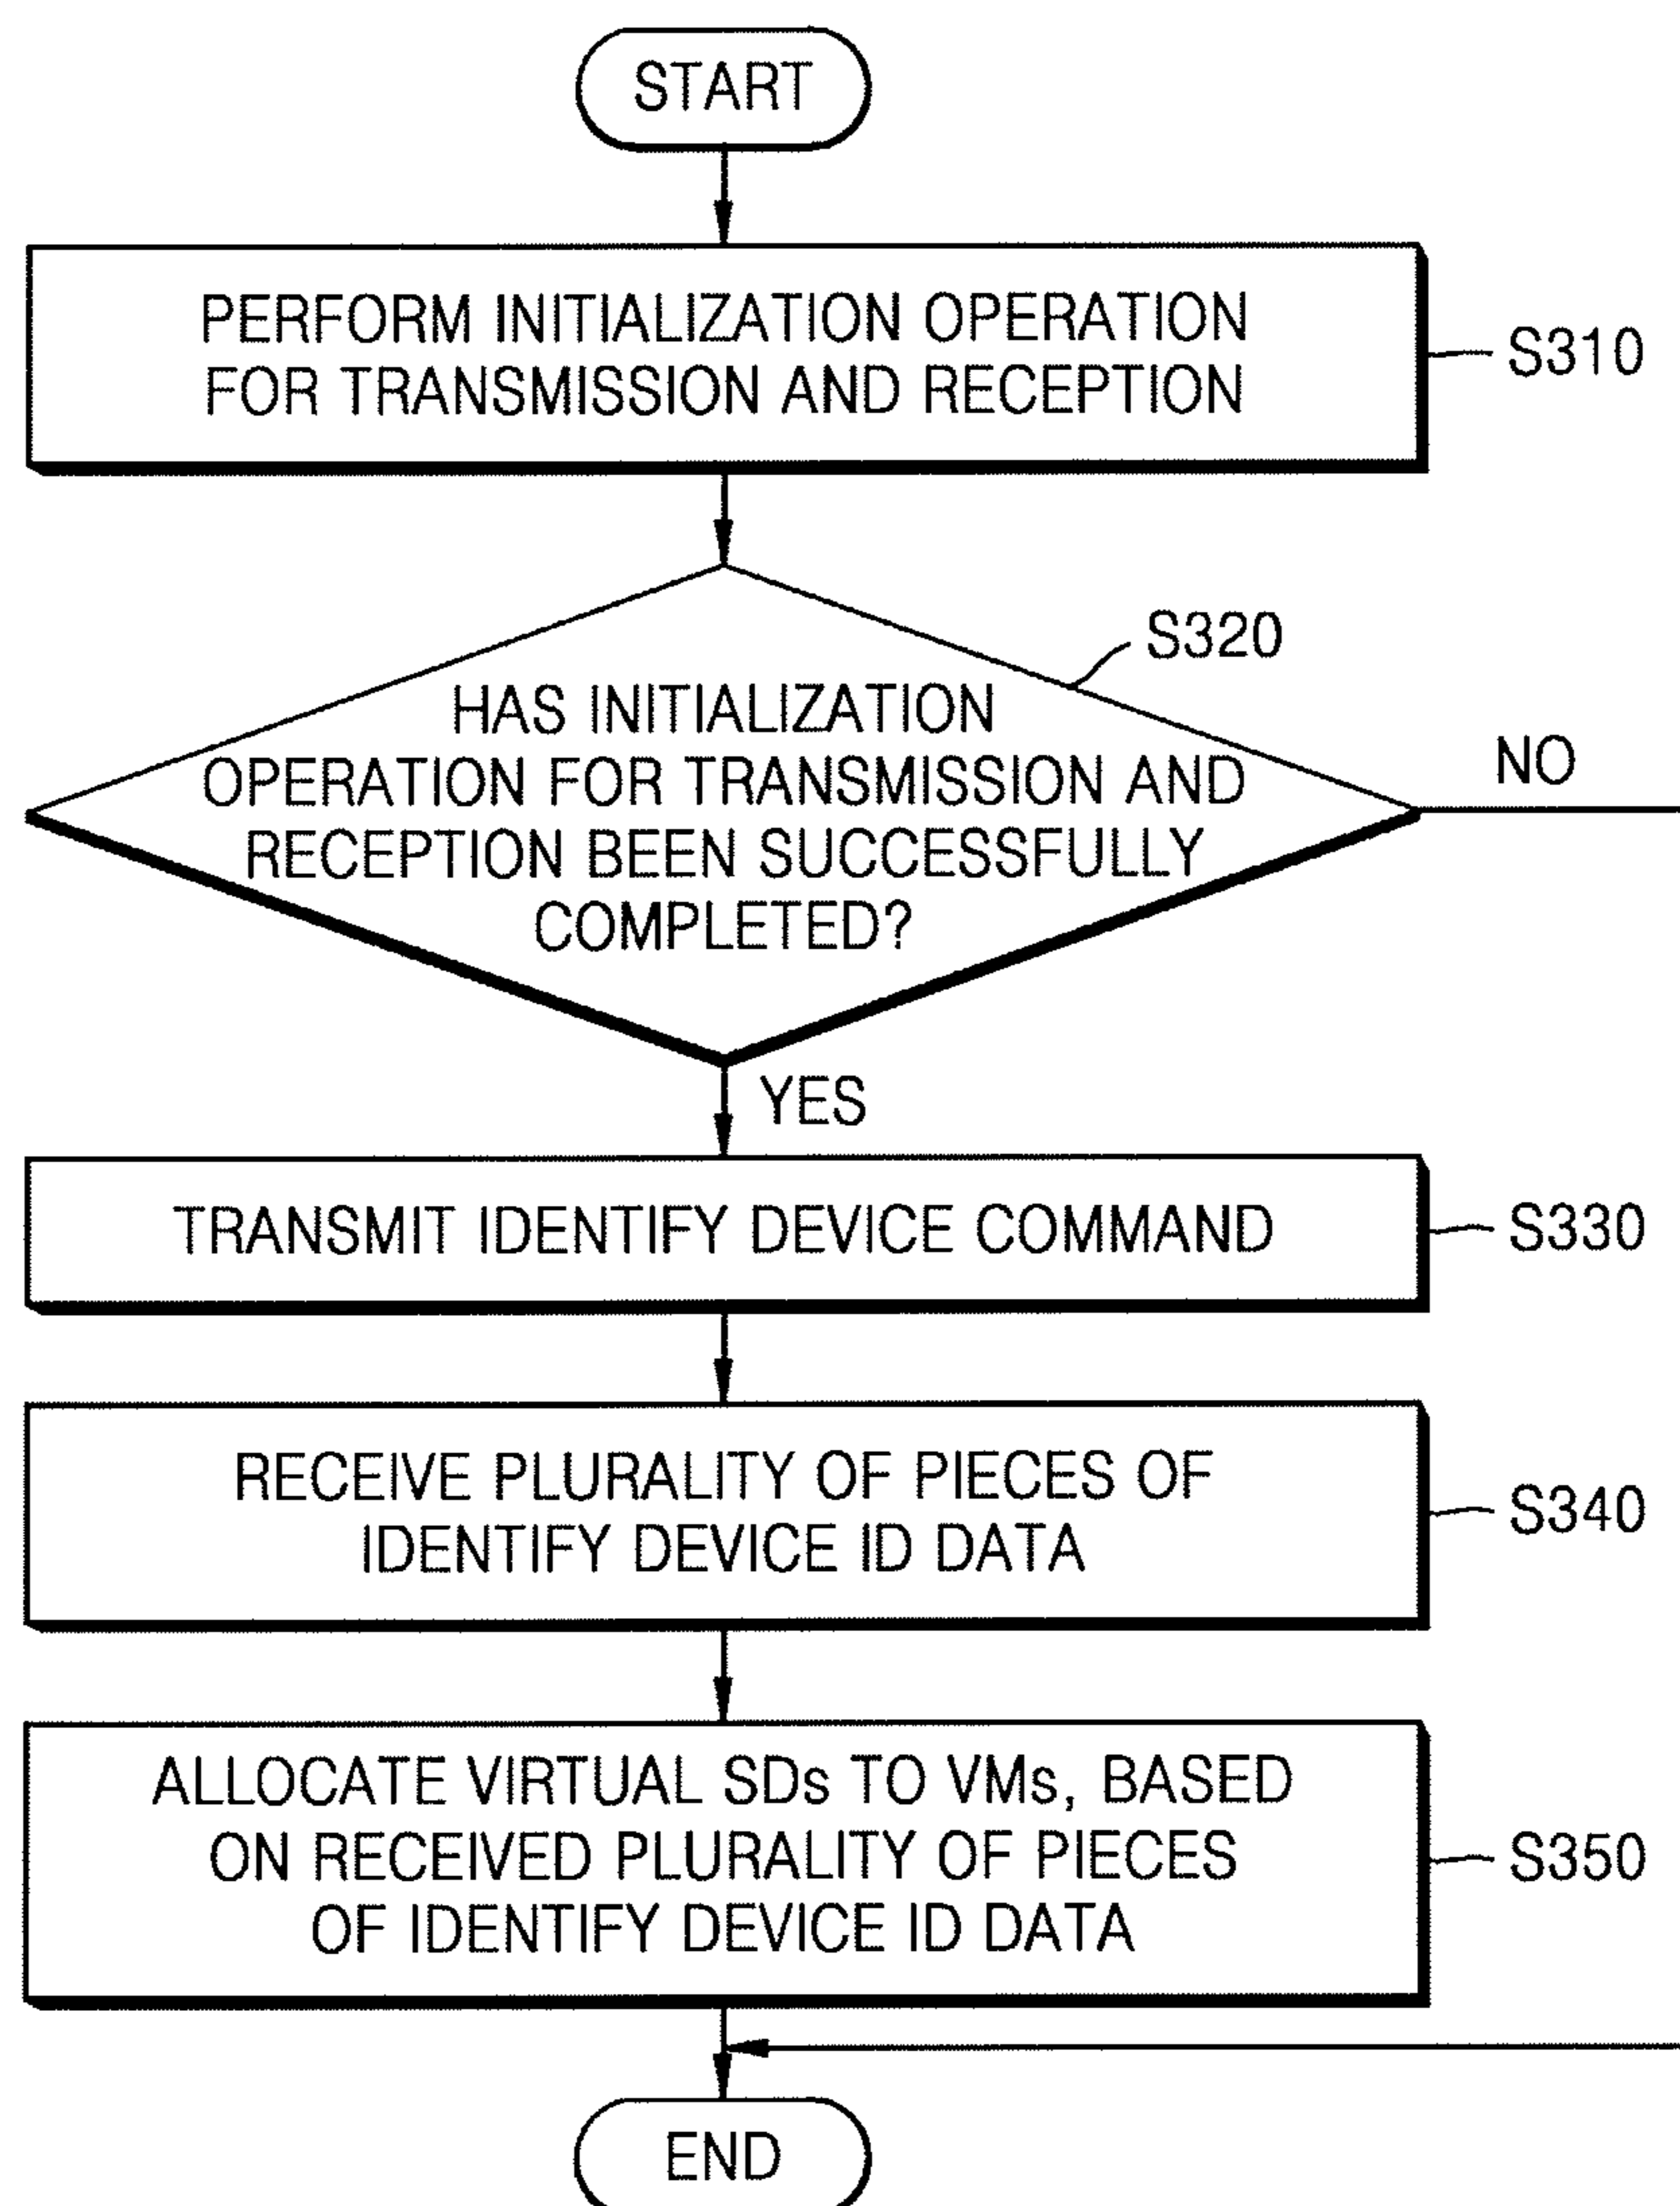 START
PERFORM INITIALIZATION OPERATION
FOR TRANSMISSION AND RECEPTION
S310
S320
HAS INITIALIZATION
OPERATION FOR TRANSMISSION AND
RECEPTION BEEN SUCCESSFULLY
COMPLETED?
NO
YES
TRANSMIT IDENTIFY DEVICE COMMAND
S330
RECEIVE PLURALITY OF PIECES OF
IDENTIFY DEVICE ID DATA
S340
ALLOCATE VIRTUAL SDs TO VMs, BASED
ON RECEIVED PLURALITY OF PIECES
OF IDENTIFY DEVICE ID DATA
S350
END